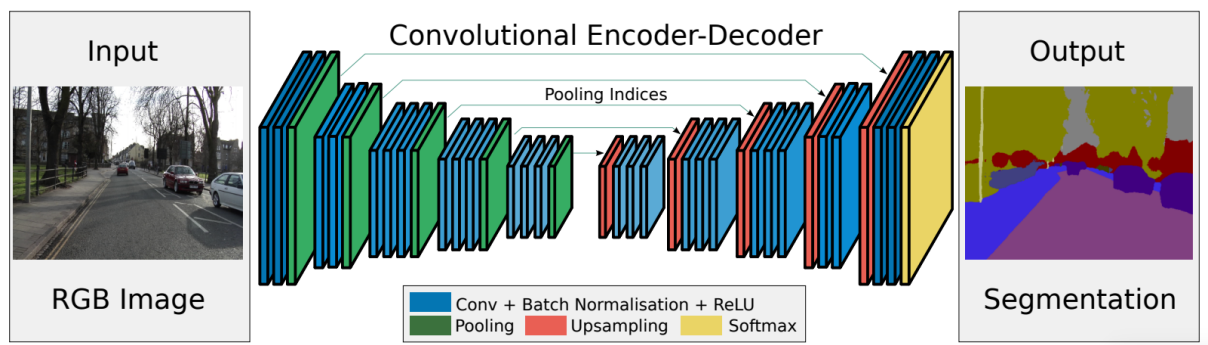 Convolutional Encoder-Decoder
Input
Output
Pooling Indices
RGB Image
Segmentation
Conv + Batch Normalisation + ReLU
Pooling
Upsampling
Softmax